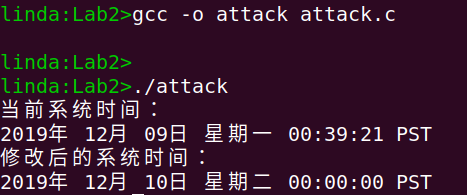 linda:Lab2>gcc -o attack attack.c
linda:Lab2>
linda:Lab2>./attack
当前系统时间：
2019年 12月 09日 星期一 00:39:21 PST
修改后的系统时间：
2019年 12月 10日 星期二 00:00:00 PST